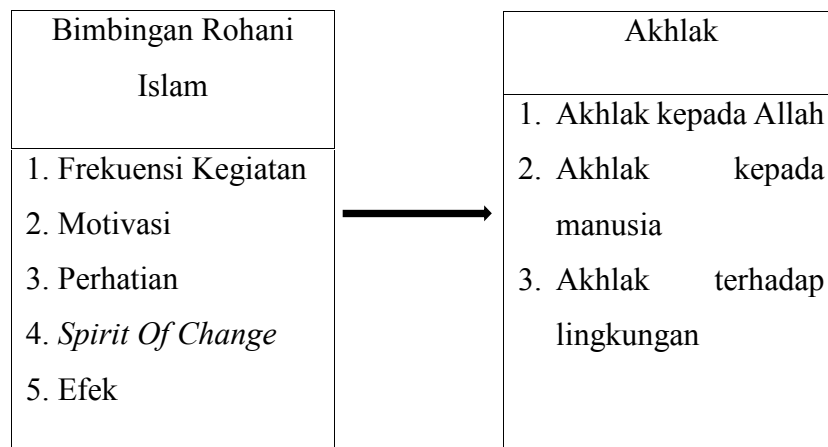 Bimbingan Rohani
Islam
1. Frekuensi Kegiatan
2. Motivasi
3. Perhatian
4. Spirit Of Change
5. Efek
Akhlak
1. Akhlak kepada Allah
2. Akhlak kepada
manusia
3. Akhlak terhadap
lingkungan